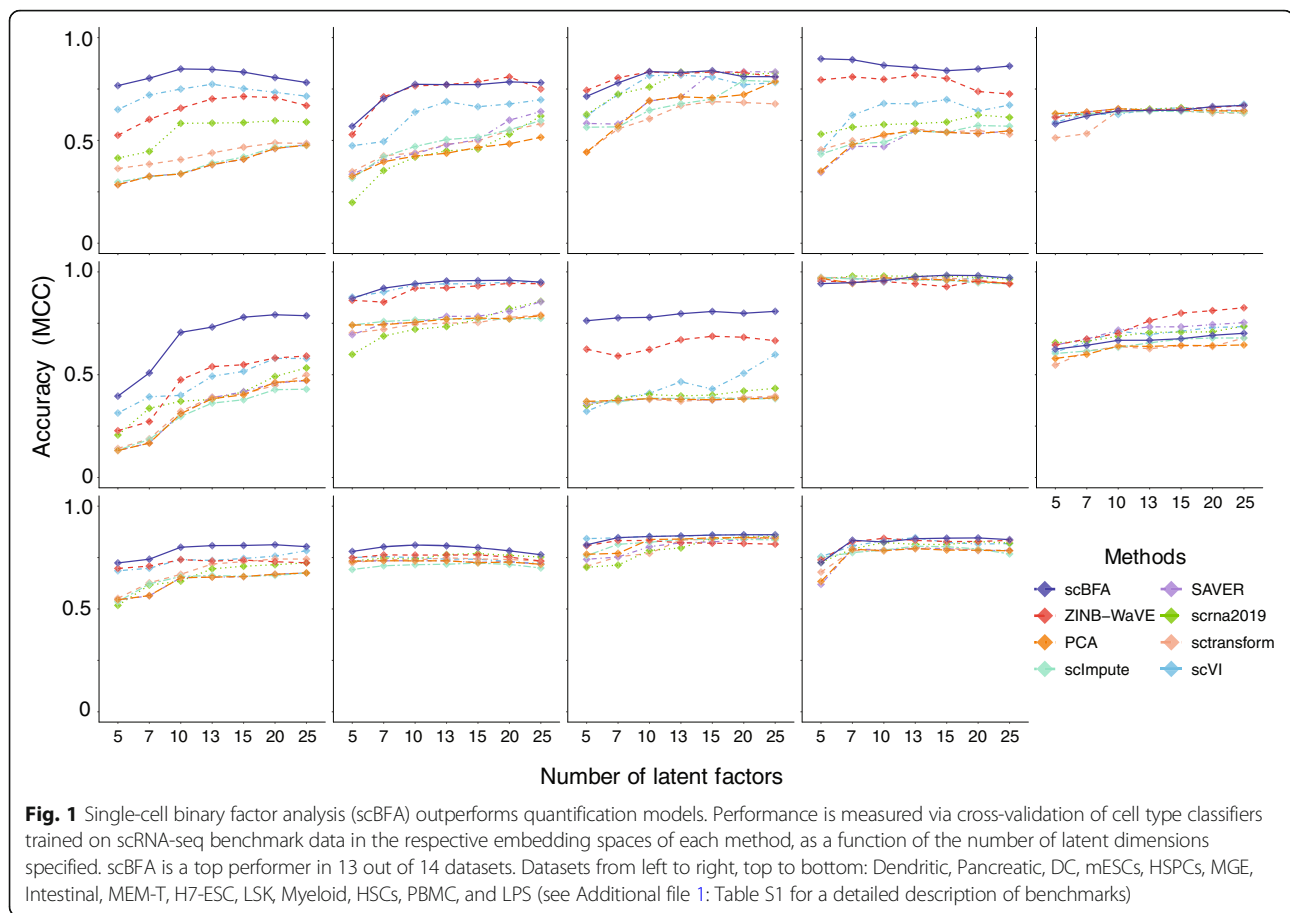 1.0
0.5
0
1.0
0.5
0
1.0
0.5
0
Accuracy (MCC)
5 7 10 13 15 20 25
5 7 10 13 15 20 25
5 7 10 13 15 20 25
5 7 10 13 15 20 25
5 7 10 13 15 20 25
Number of latent factors
Methods
scBFA
ZINB−WaVE
PCA
scImpute
SAVER
scrna2019
sctransform
scVI
Fig. 1 Single-cell binary factor analysis (scBFA) outperforms quantification models. Performance is measured via cross-validation of cell type classifiers
trained on scRNA-seq benchmark data in the respective embedding spaces of each method, as a function of the number of latent dimensions
specified. scBFA is a top performer in 13 out of 14 datasets. Datasets from left to right, top to bottom: Dendritic, Pancreatic, DC, mESCs, HSPCs, MGE,
Intestinal, MEM-T, H7-ESC, LSK, Myeloid, HSCs, PBMC, and LPS (see Additional file 1: Table S1 for a detailed description of benchmarks)